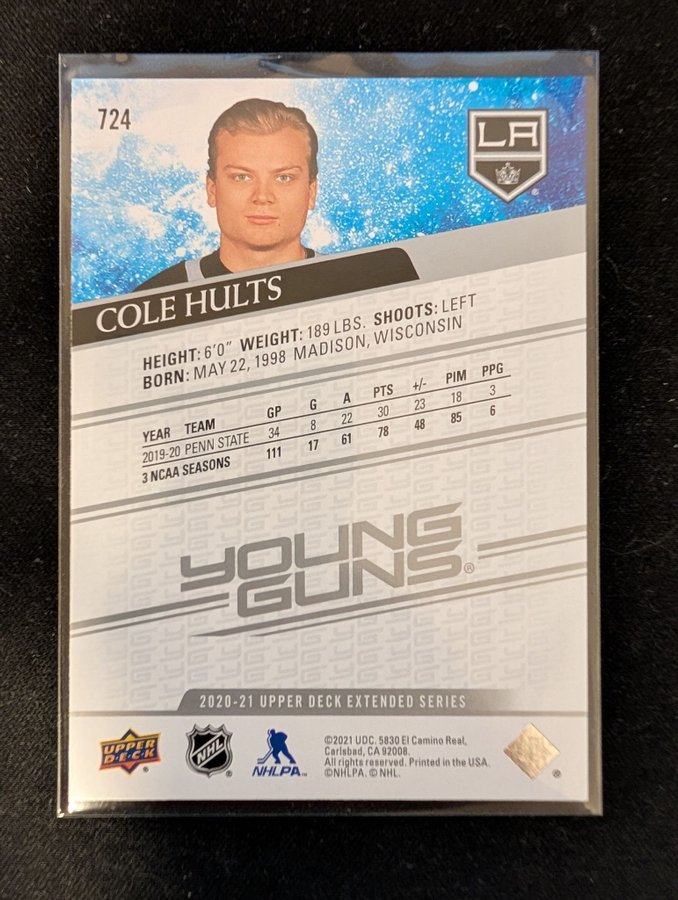 724
LA
COLE HULTS
HEIGHT: 6'0" WEIGHT: 189 LBS. SHOOTS: LEFT
BORN: MAY 22, 1998 MADISON, WISCONSIN
YEAR TEAM GP G A PTS +/- PIM PPG
2019-20 PENN STATE 34 8 22 30 23 18 3
3 NCAA SEASONS 111 17 61 78 48 85 6
YOUNG
GUNS®
2020-21 UPPER DECK EXTENDED SERIES
UPPER
D·E·C·K
NHL
NHLPA
©2021 UDC. 5830 El Camino Real,
Carlsbad, CA 92008.
All rights reserved. Printed in the USA.
©NHLPA. © NHL.